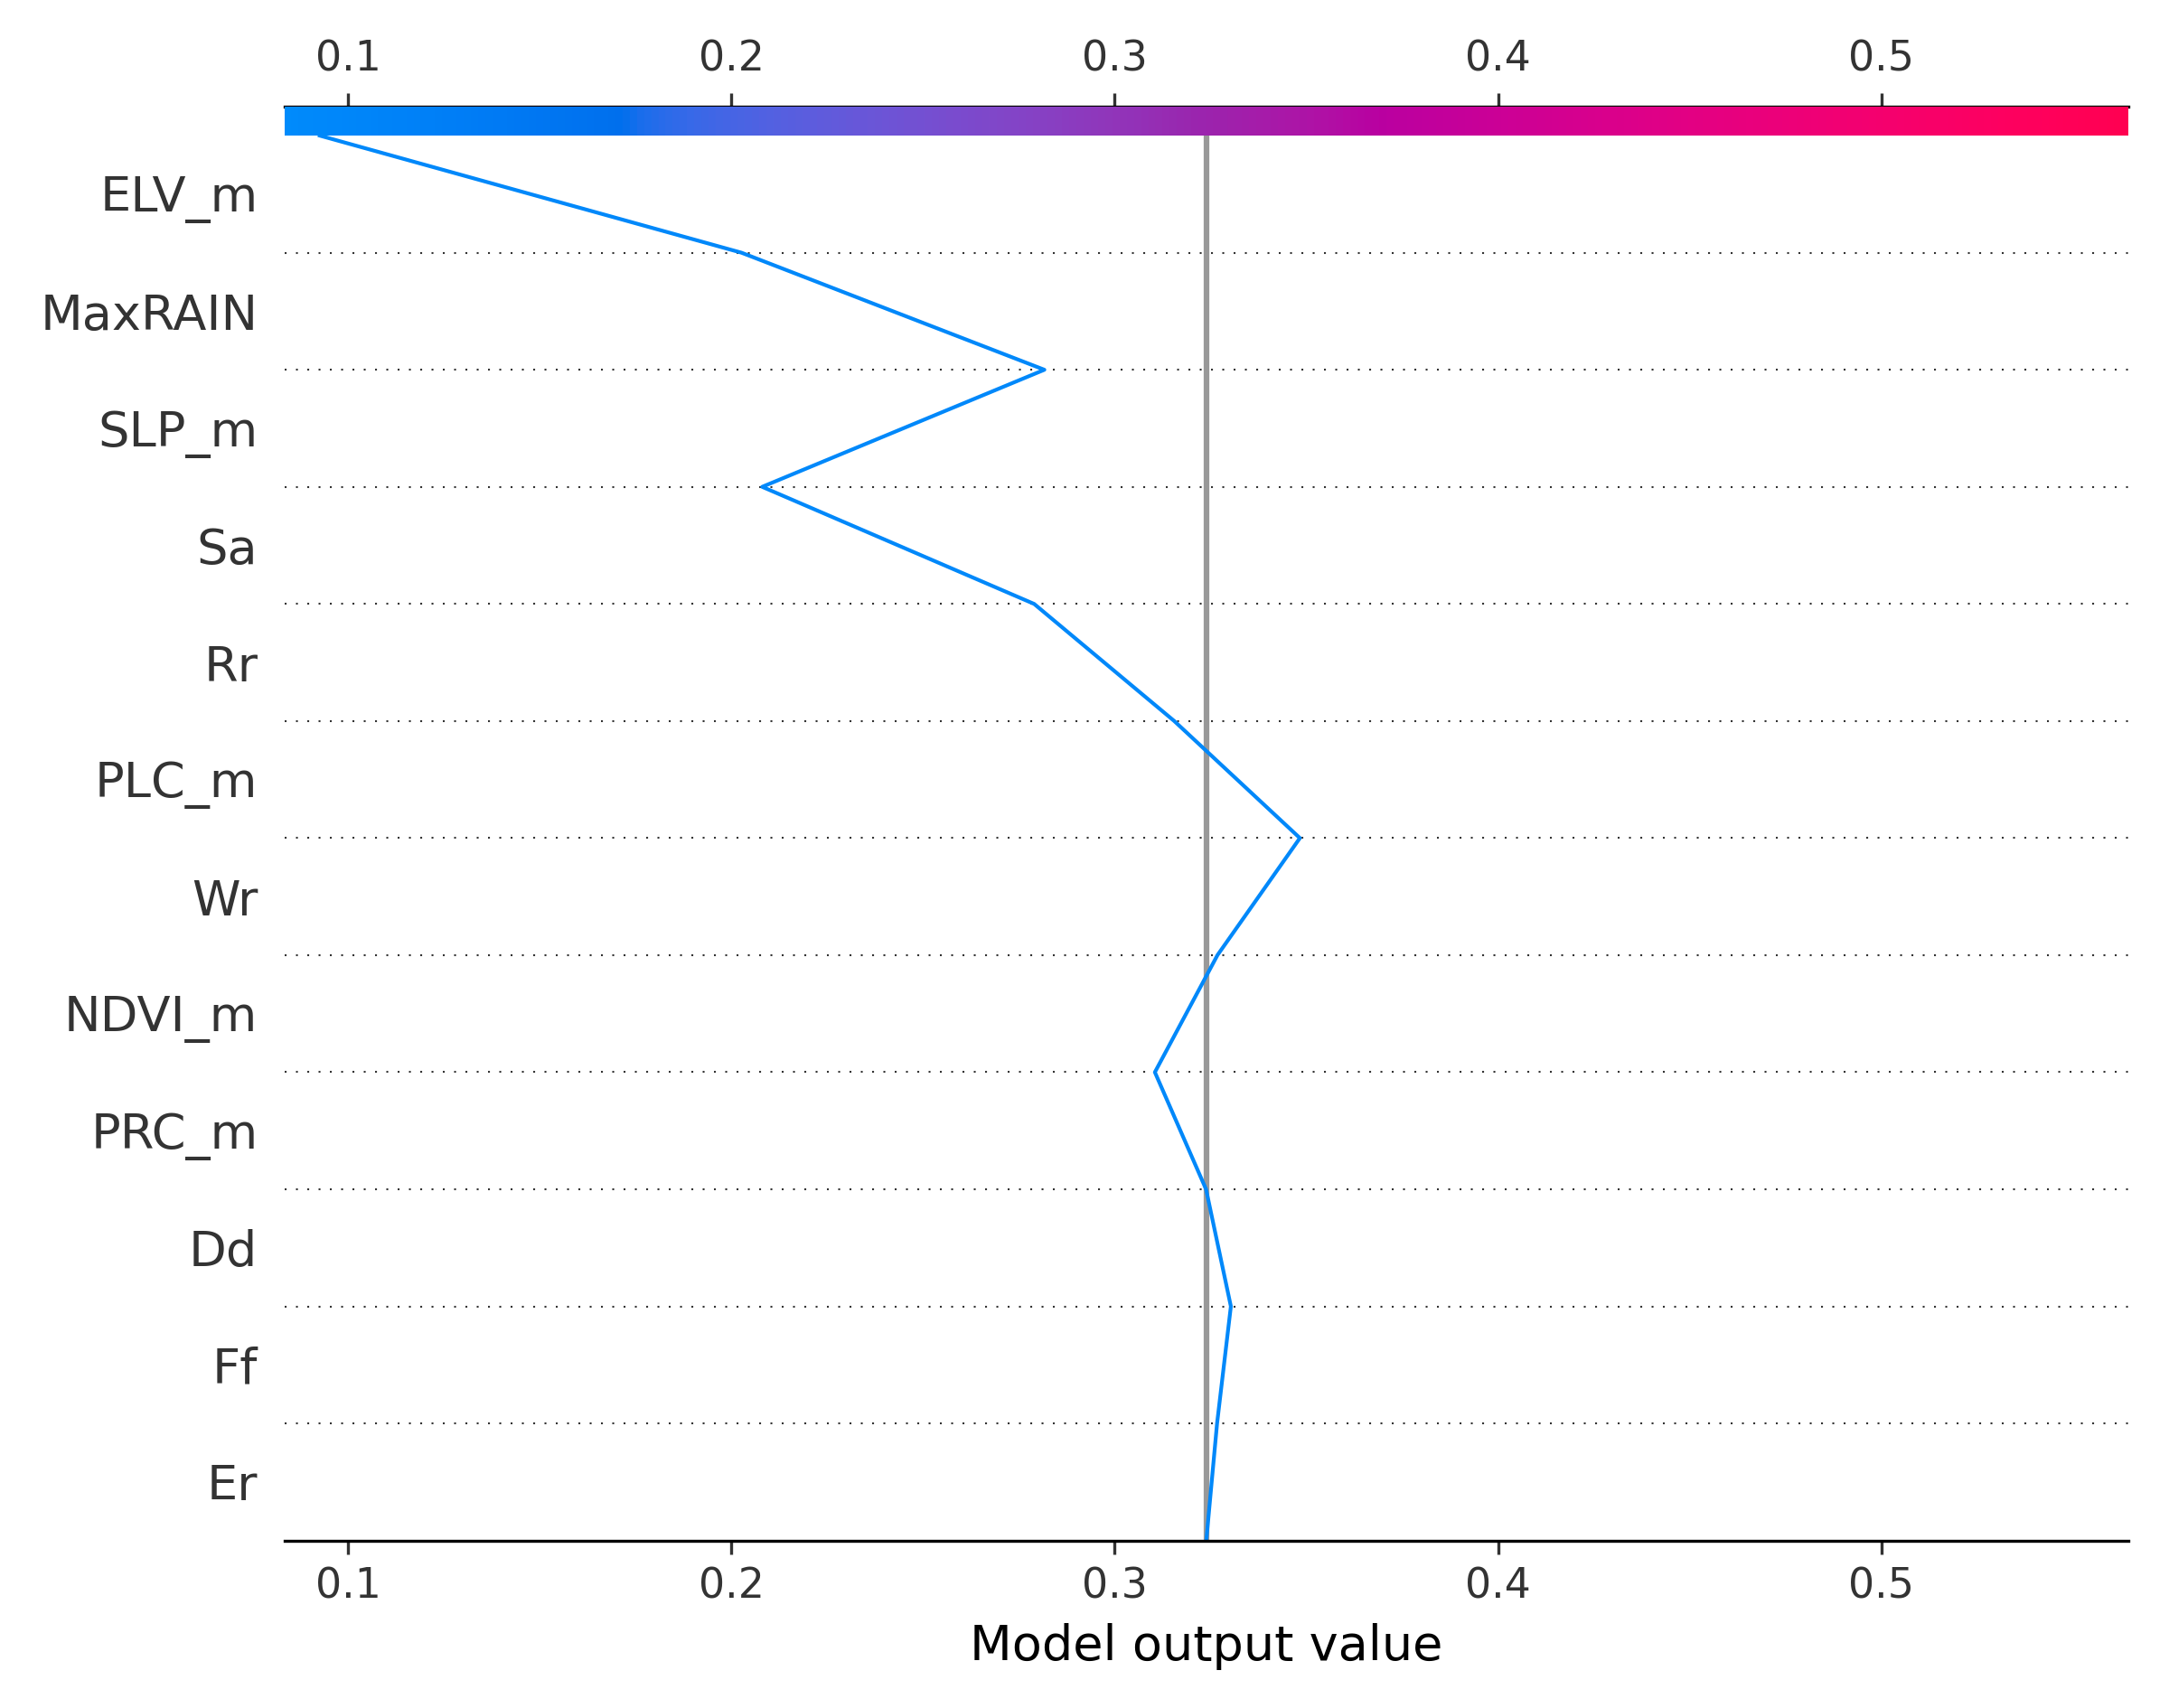 0.1 0.2 0.3 0.4 0.5
ELV_m
MaxRAIN
SLP_m
Sa
Rr
PLC_m
Wr
NDVI_m
PRC_m
Dd
Ff
Er
0.1 0.2 0.3 0.4 0.5
Model output value